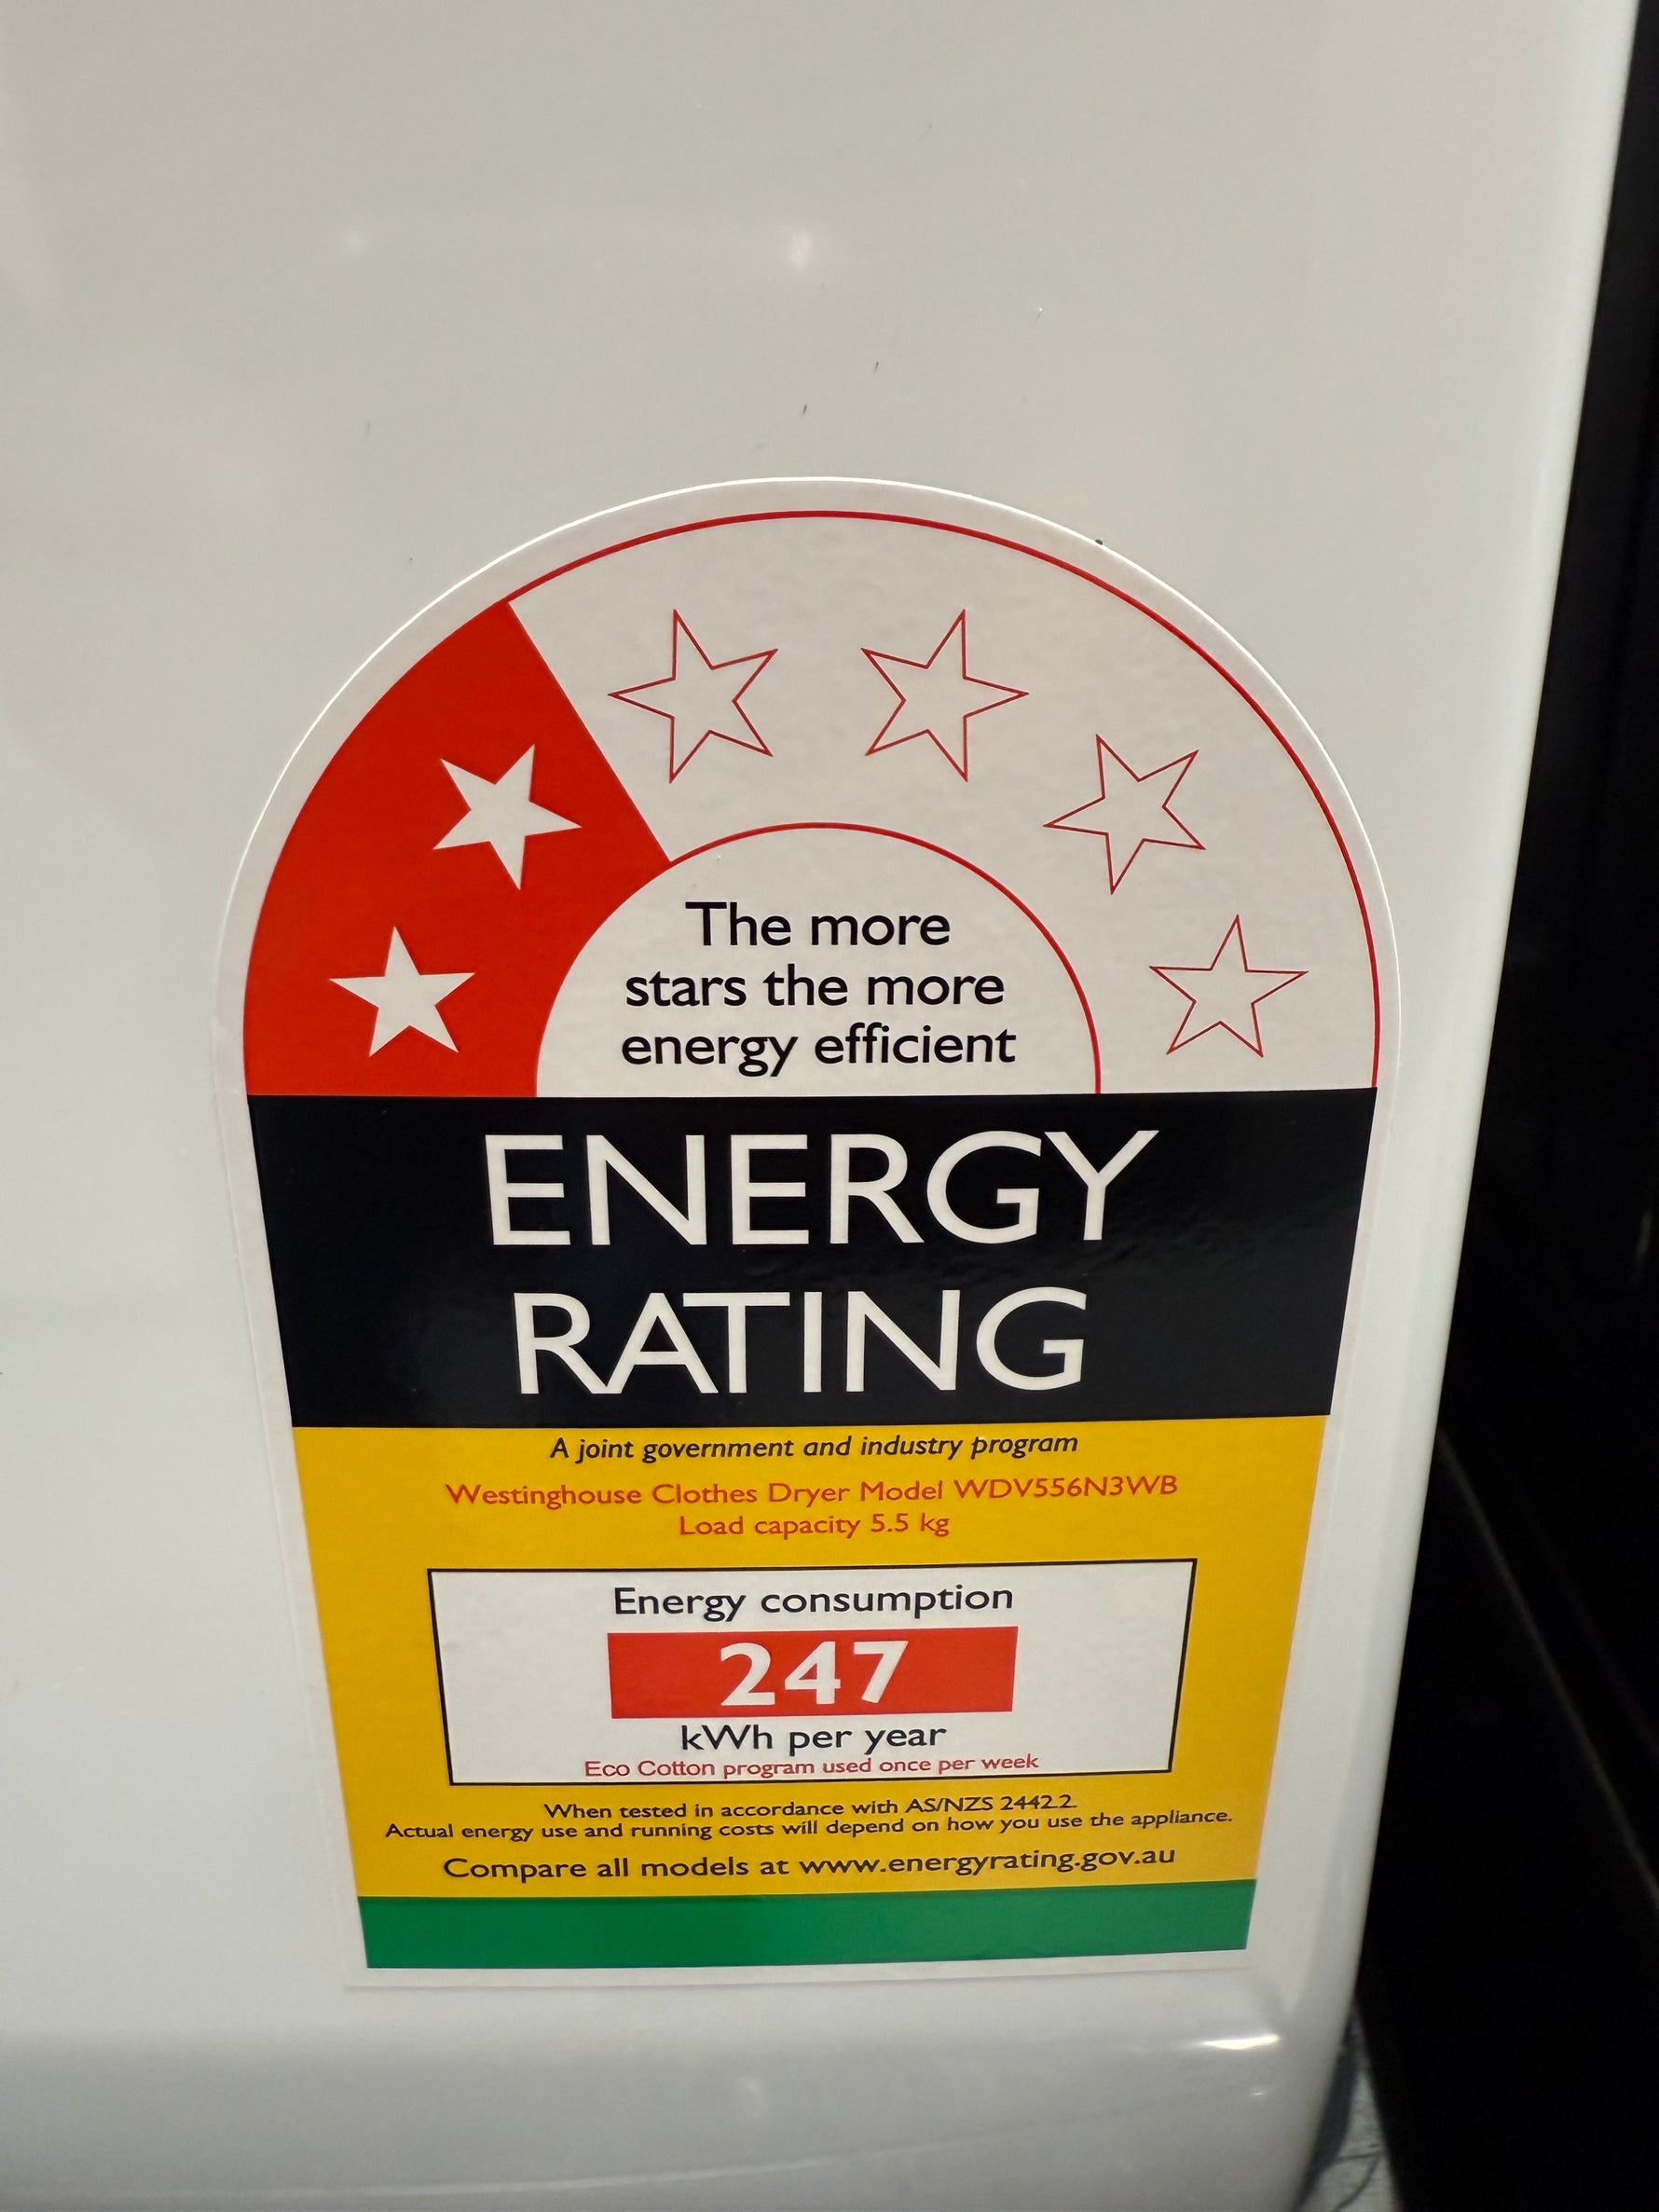 The more
stars the more
energy efficient
ENERGY
RATING
A joint government and industry program
Westinghouse Clothes Dryer Model WDV556N3WB
Load capacity 5.5 kg
Energy consumption
247
kWh per year
Eco Cotton program used once per week
When tested in accordance with AS/NZS 2442.2.
Actual energy use and running costs will depend on how you use the appliance.
Compare all models at www.energyrating.gov.au